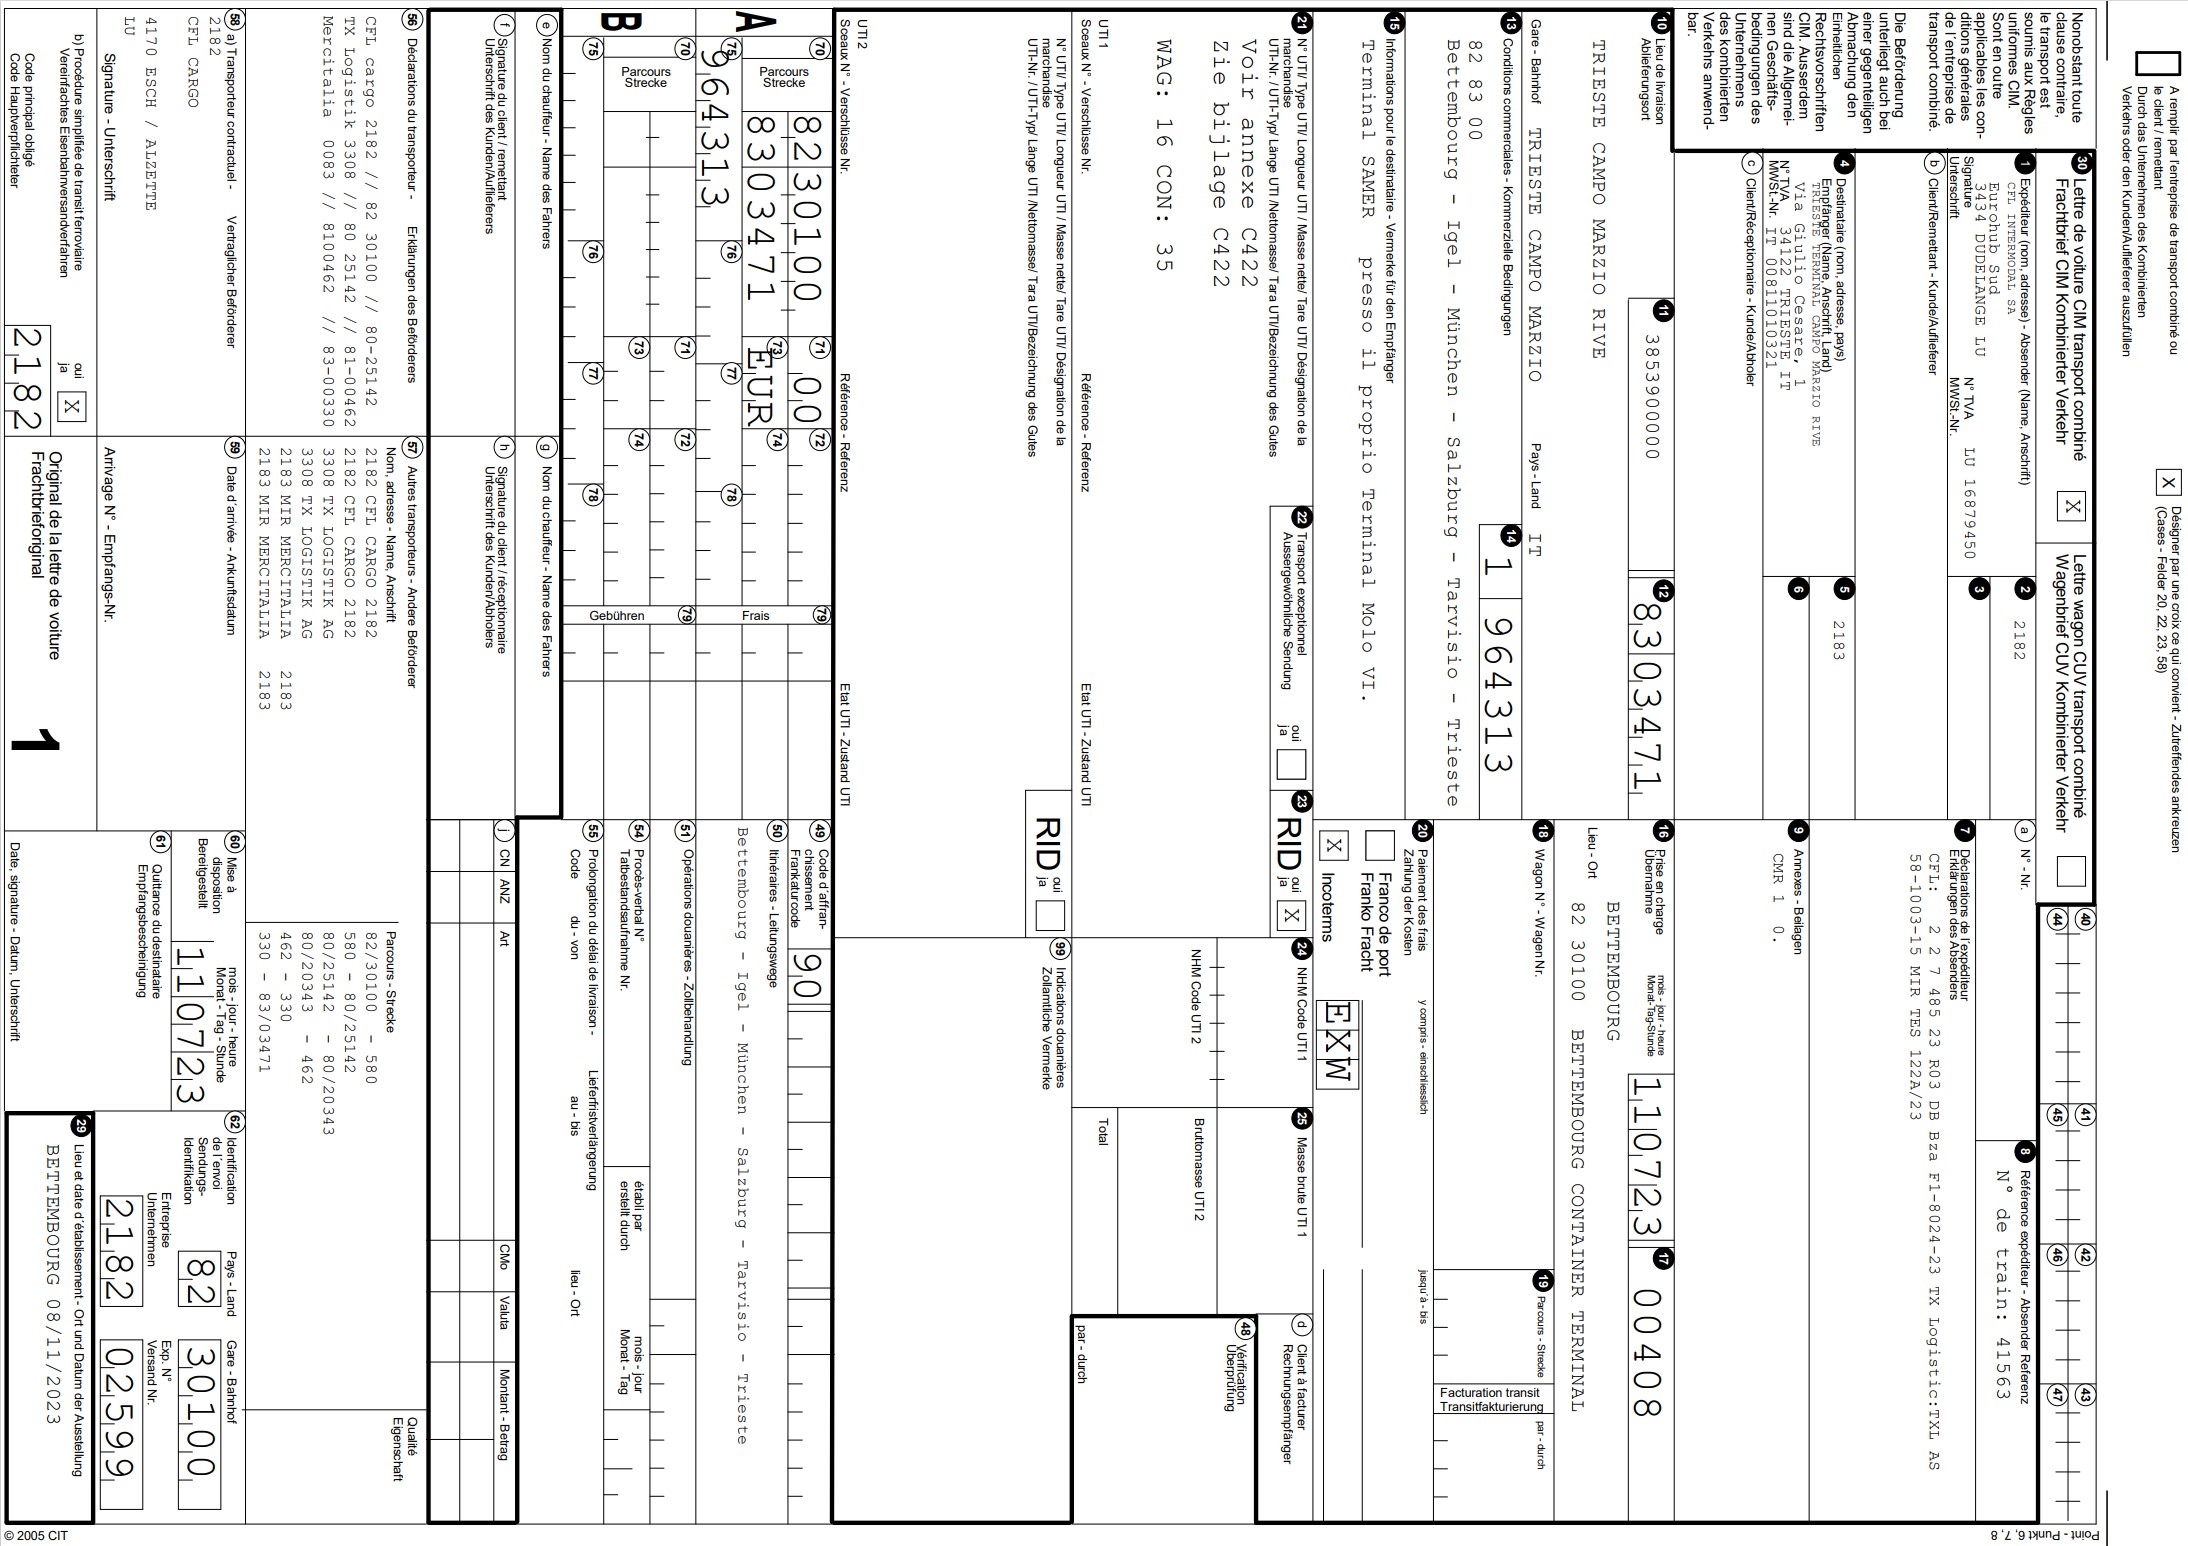 A remplir par l'entreprise de transport combiné ou
le client / remettant
Durch das Unternehmen des Kombinierten
Verkehrs oder den Kunden/Auflieferer auszufüllen
X Désigner par une croix ce qui convient - Zutreffendes ankreuzen
(Cases - Felder 20, 22, 23, 58)
Point - Punkt 6, 7, 8
Nonobstant toute
clause contraire,
le transport est
soumis aux Règles
uniformes CIM.
Sont en outre
applicables les con-
ditions générales
de l´entreprise de
transport combiné.
Die Beförderung
unterliegt auch bei
einer gegenteiligen
Abmachung den
Einheitlichen
Rechtsvorschriften
CIM. Ausserdem
sind die Allgemei-
nen Geschäfts-
bedingungen des
Unternehmens
des kombinierten
Verkehrs anwend-
bar.
30 Lettre de voiture CIM transport combiné X
Frachtbrief CIM Kombinierter Verkehr
Lettre wagon CUV transport combiné
Wagenbrief CUV Kombinierter Verkehr
40 41 42 43
44 45 46 47
1 Expéditeur (nom, adresse) - Absender (Name, Anschrift)
CFL INTERMODAL SA
Eurohub Sud
3434 DUDELANGE LU
Signature N° TVA LU 16879450
Unterschrift MWSt.-Nr.
2 2182
3
a N° - Nr.
8 Référence expéditeur - Absender Referenz
N° de train: 41563
b Client/Remettant - Kunde/Auflieferer
7 Déclarations de l´expéditeur
Erklärungen des Absenders
CFL: 2 2 7 485 23 R03 DB Bza F1-8024-23 TX Logistic:TXL AS
58-1003-15 MIR TES 122A/23
4 Destinataire (nom, adresse, pays)
Empfänger (Name, Anschrift, Land)
TRIESTE TERMINAL CAMPO MARZIO RIVE
Via Giulio Cesare, 1
N° TVA 34122 TRIESTE IT
MWSt.-Nr. IT 00811010321
5 2183
6
9 Annexes - Beilagen
CMR 1 0.
c Client/Réceptionnaire - Kunde/Abholer
10 Lieu de livraison
Ablieferungsort
11 3853900000
12 8303471
TRIESTE CAMPO MARZIO RIVE
Gare - Bahnhof TRIESTE CAMPO MARZIO Pays - Land IT
16 Prise en charge mois - jour - heure
Übernahme Monat-Tag-Stunde
110723
17 00408
BETTEMBOURG
Lieu - Ort
82 30100 BETTEMBOURG CONTAINER TERMINAL
13 Conditions commerciales - Kommerzielle Bedingungen
14 1 964313
82 83 00
Bettembourg - Igel - München - Salzburg - Tarvisio - Trieste
18 Wagon N° - Wagen Nr.
19 Parcours - Strecke
Facturation transit
Transitfakturierung
par - durch
15 Informations pour le destinataire - Vermerke für den Empfänger
Terminal SAMER presso il proprio Terminal Molo VI.
20 Paiement des frais y compris - einschliesslich jusqu´à - bis
Zahlung der Kosten
Franco de port
Franko Fracht
X Incoterms EXW
21 N° UTI/ Type UTI/ Longueur UTI / Masse nette/ Tare UTI/ Désignation de la
marchandise
UTI-Nr. / UTI-Typ/ Länge UTI /Nettomasse/ Tara UTI/Bezeichnung des Gutes
22 Transport exceptionnel oui
Aussergewöhnliche Sendung ja
23 RID oui
ja X
24 NHM Code UTI 1
25 Masse brute UTI 1
d Client à facturer
Rechnungsempfänger
Voir annexe C422
Zie bijlage C422
WAG: 16 CON: 35
48 Vérification
Überprüfung
NHM Code UTI 2
Bruttomasse UTI 2
Total
par - durch
UTI 1
Sceaux N° - Verschlüsse Nr. Référence - Referenz Etat UTI - Zustand UTI
N° UTI/ Type UTI/ Longueur UTI / Masse nette/ Tare UTI/ Désignation de la
marchandise
UTI-Nr. / UTI-Typ/ Länge UTI /Nettomasse/ Tara UTI/Bezeichnung des Gutes
RID oui
ja
99 Indications douanières
Zollamtliche Vermerke
UTI 2
Sceaux N° - Verschlüsse Nr. Référence - Referenz Etat UTI - Zustand UTI
A
70 Parcours
Strecke
8230100 71 00 72 79
8303471 73 EUR 74 Frais
75 964313 76 77 78
B
70 Parcours
Strecke
71 72 79
73 74 Gebühren
75 76 77 78
49 Code d´affran-
chissement
Frankaturcode
90
50 Itinéraires - Leitungswege
Bettembourg - Igel - München - Salzburg - Tarvisio - Trieste
51 Opérations douanières - Zollbehandlung
54 Procès-verbal N° établi par mois - jour
Tatbestandsaufnahme Nr. erstellt durch Monat - Tag
55 Prolongation du délai de livraison - Lieferfristverlängerung
Code du - von au - bis lieu - Ort
e Nom du chauffeur - Name des Fahrers
g Nom du chauffeur - Name des Fahrers
f Signature du client / remettant
Unterschrift des Kunden/Auflieferers
h Signature du client / réceptionnaire
Unterschrift des Kunden/Abholers
j CN ANZ Art CMo Valuta Montant - Betrag
56 Déclarations du transporteur - Erklärungen des Beförderers
CFL cargo 2182 // 82 30100 // 80-25142
TX Logistik 3308 // 80 25142 // 81-00462
Mercitalia 0083 // 8100462 // 83-00330
57 Autres transporteurs - Andere Beförderer
Nom, adresse - Name, Anschrift Parcours - Strecke
Qualité
Eigenschaft
2182 CFL CARGO 2182 82/30100 - 580
2182 CFL CARGO 2182 580 - 80/25142
3308 TX LOGISTIK AG 80/25142 - 80/20343
3308 TX LOGISTIK AG 80/20343 - 462
2183 MIR MERCITALIA 2183 462 - 330
2183 MIR MERCITALIA 2183 330 - 83/03471
58 a) Transporteur contractuel - Vertraglicher Beförderer
2182
CFL CARGO
4170 ESCH / ALZETTE
LU
Signature - Unterschrift
59 Date d´arrivée - Ankunftsdatum
Arrivage N° - Empfangs-Nr.
60 Mise à mois - jour - heure
disposition Monat - Tag - Stunde
Bereitgestellt
110723
61 Quittance du destinataire
Empfangsbescheinigung
Date, signature - Datum, Unterschrift
62 Identification Pays - Land Gare - Bahnhof
de l´envoi
Sendungs-
Identifikation
82 30100
Entreprise Exp. N°
Unternehmen Versand Nr.
2182 02599
b) Procédure simplifiée de transit ferroviaire oui
Vereinfachtes Eisenbahnversandverfahren ja X
Code principal obligé
Code Hauptverpflichteter
2182
Original de la lettre de voiture
Frachtbrieforiginal
1
29 Lieu et date d´établissement - Ort und Datum der Ausstellung
BETTEMBOURG 08/11/2023
© 2005 CIT